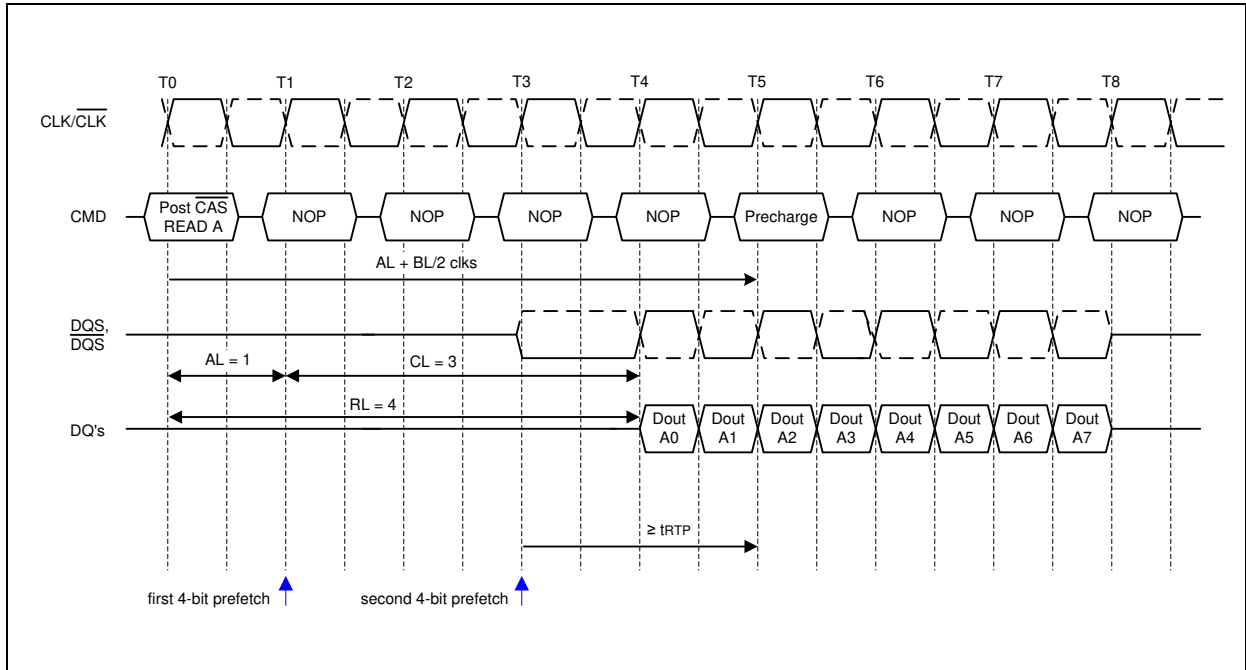 T0 T1 T2 T3 T4 T5 T6 T7 T8
CLK/CLK
CMD
Post CAS
READ A
NOP NOP NOP NOP Precharge NOP NOP NOP
AL + BL/2 clks
DQS,
DQS
AL = 1 CL = 3
RL = 4
DQ's
Dout Dout Dout Dout Dout Dout Dout Dout
A0 A1 A2 A3 A4 A5 A6 A7
≥ tRTP
first 4-bit prefetch second 4-bit prefetch